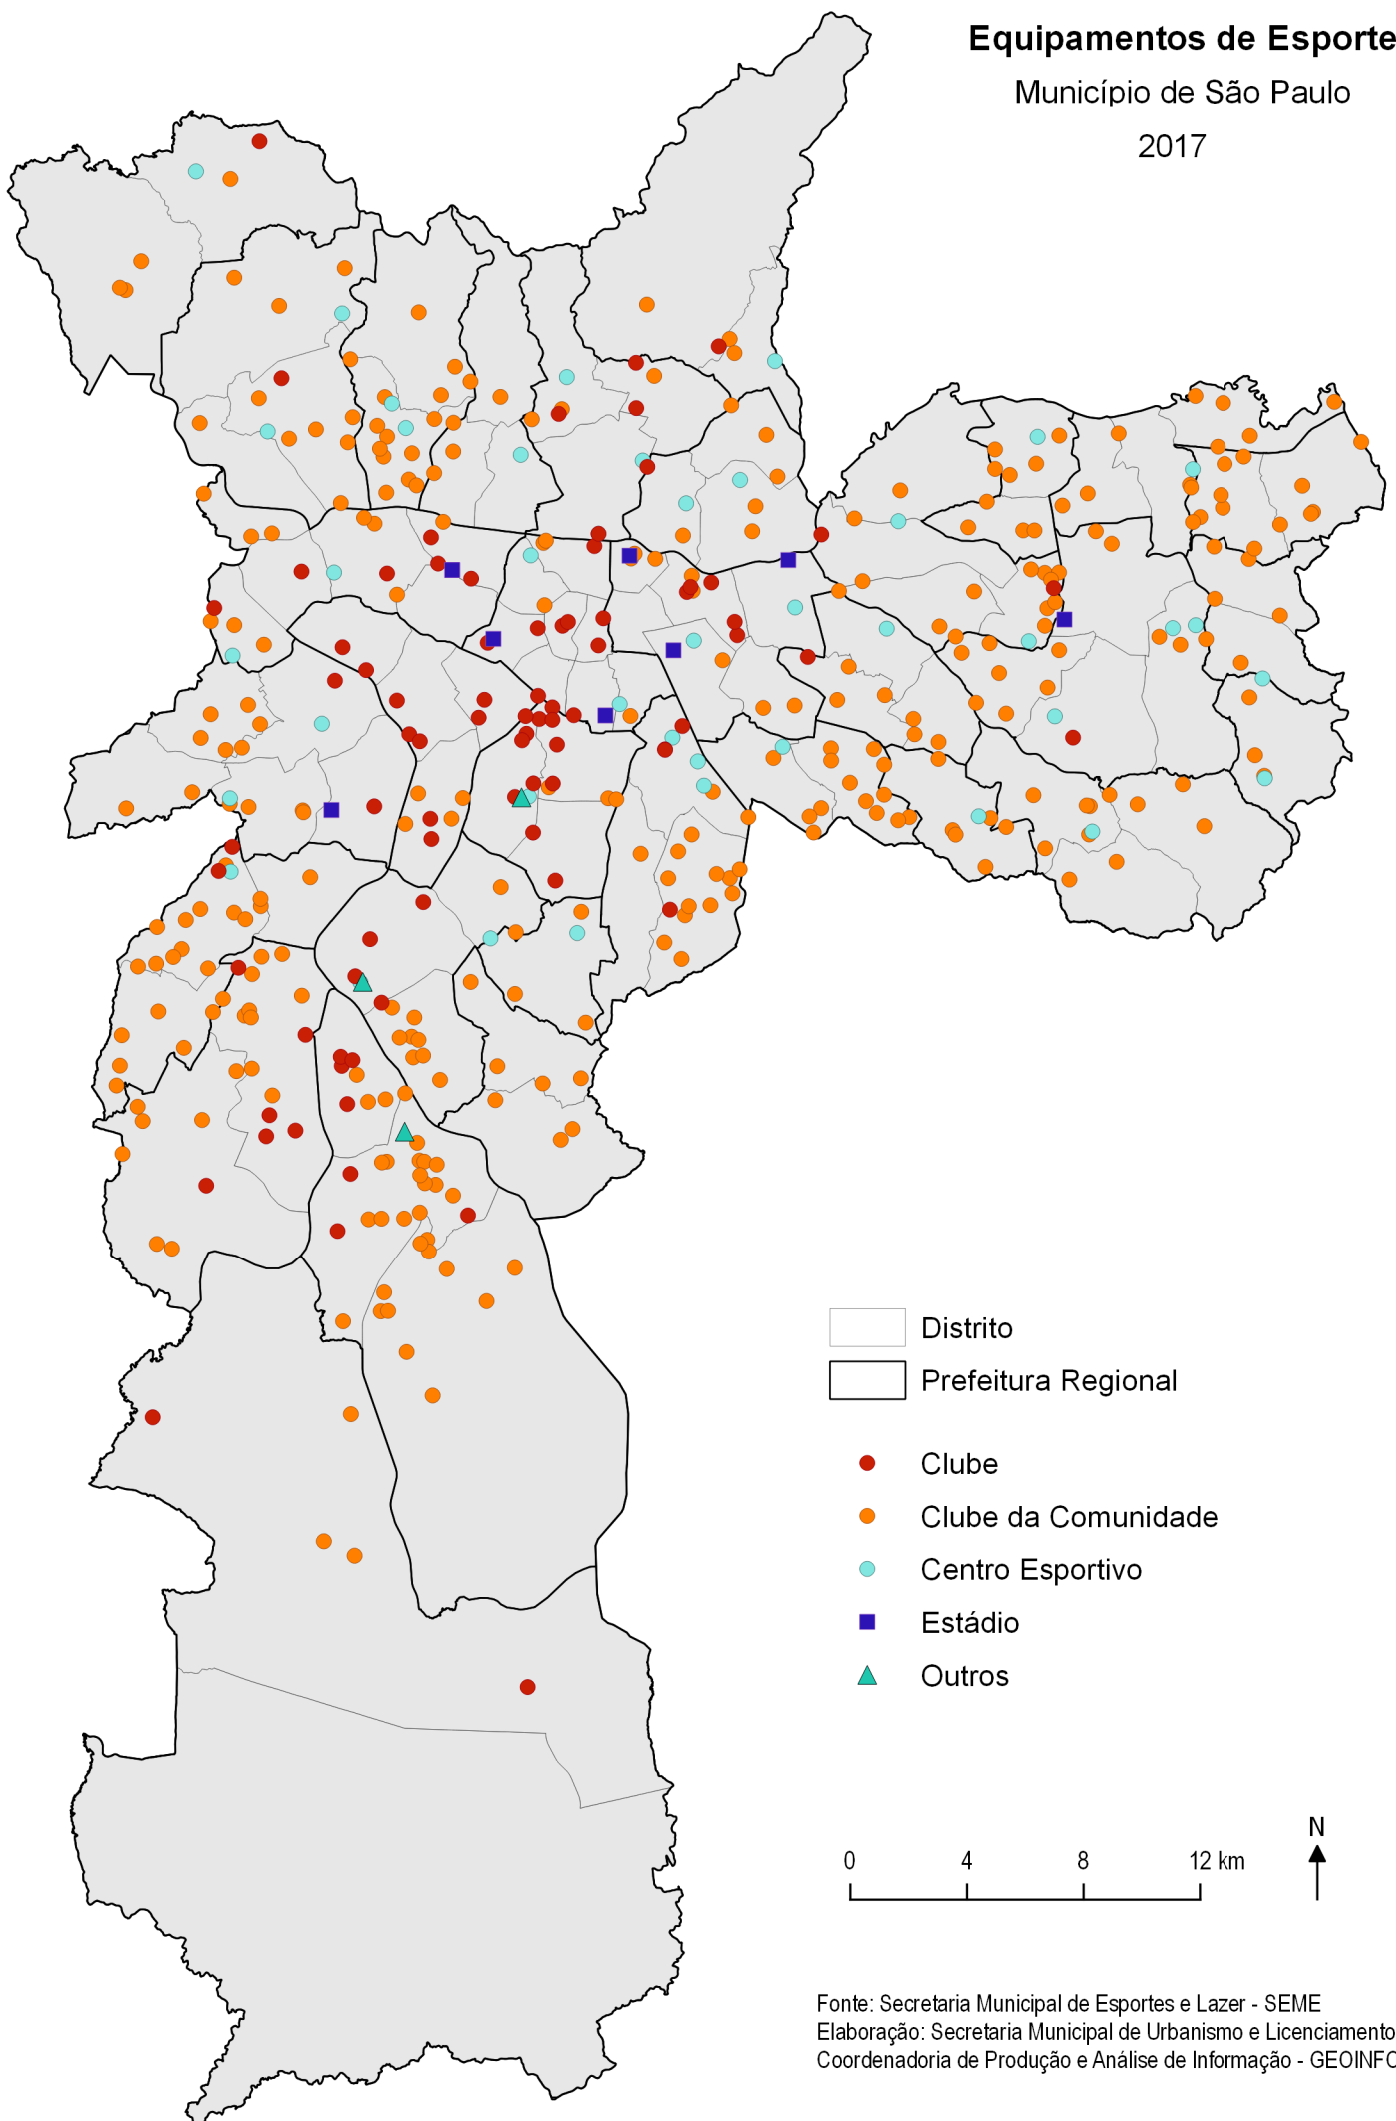 Equipamentos de Esporte
Município de São Paulo
2017
Distrito
Prefeitura Regional
Clube
Clube da Comunidade
Centro Esportivo
Estádio
Outros
N
0 4 8 12 km
Fonte: Secretaria Municipal de Esportes e Lazer - SEME
Elaboração: Secretaria Municipal de Urbanismo e Licenciamento
Coordenadoria de Produção e Análise de Informação - GEOINFO